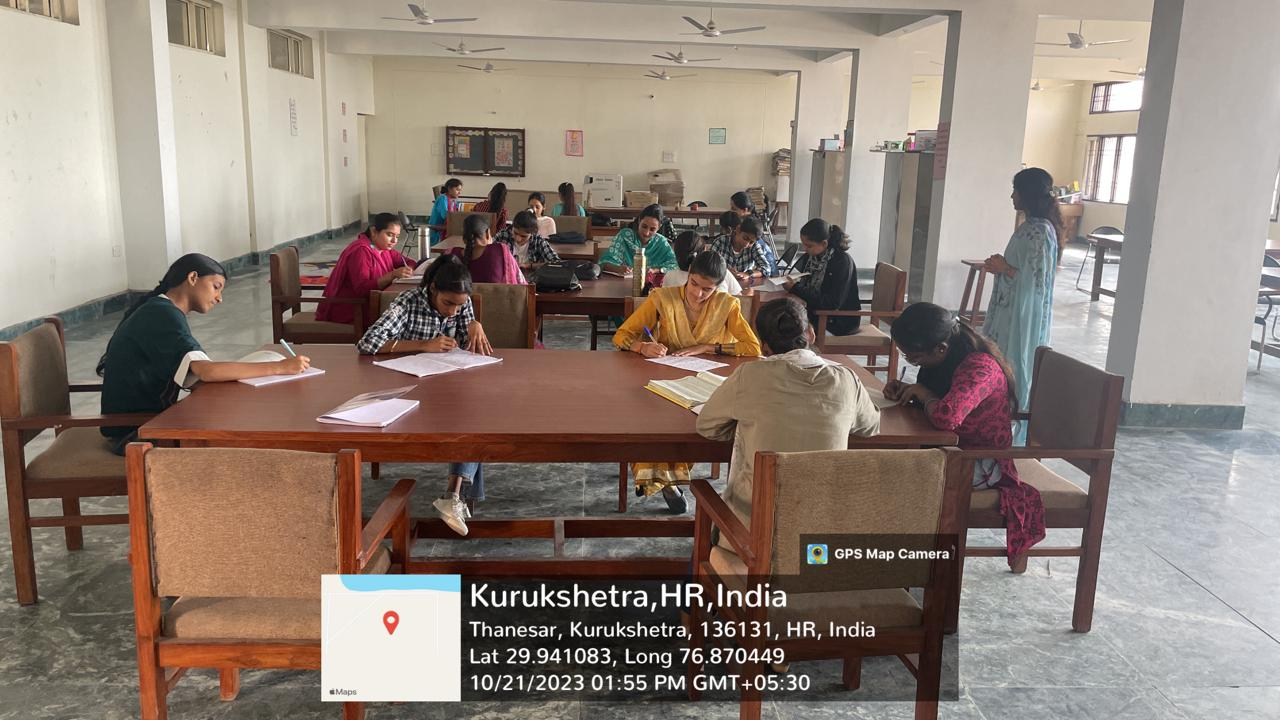 GPS Map Camera
Kurukshetra,HR,India
Thanesar, Kurukshetra, 136131, HR, India
Lat 29.941083, Long 76.870449
10/21/2023 01:55 PM GMT+05:30
Maps